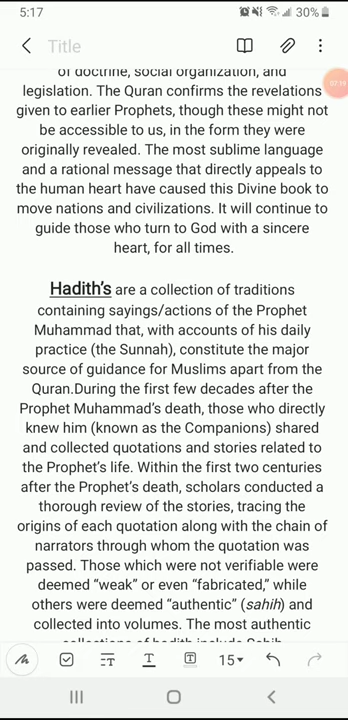 5:17
30%
Title
07:59
of doctrine, social organization, and
legislation. The Quran confirms the revelations
given to earlier Prophets, though these might not
be accessible to us, in the form they were
originally revealed. The most sublime language
and a rational message that directly appeals to
the human heart have caused this Divine book to
move nations and civilizations. It will continue to
guide those who turn to God with a sincere
heart, for all times.
Hadith's are a collection of traditions
containing sayings/actions of the Prophet
Muhammad that, with accounts of his daily
practice (the Sunnah), constitute the major
source of guidance for Muslims apart from the
Quran.During the first few decades after the
Prophet Muhammad's death, those who directly
knew him (known as the Companions) shared
and collected quotations and stories related to
the Prophet's life. Within the first two centuries
after the Prophet's death, scholars conducted a
thorough review of the stories, tracing the
origins of each quotation along with the chain of
narrators through whom the quotation was
passed. Those which were not verifiable were
deemed “weak” or even “fabricated,” while
others were deemed “authentic” (sahih) and
collected into volumes. The most authentic
collections of hadith include Sahih
15